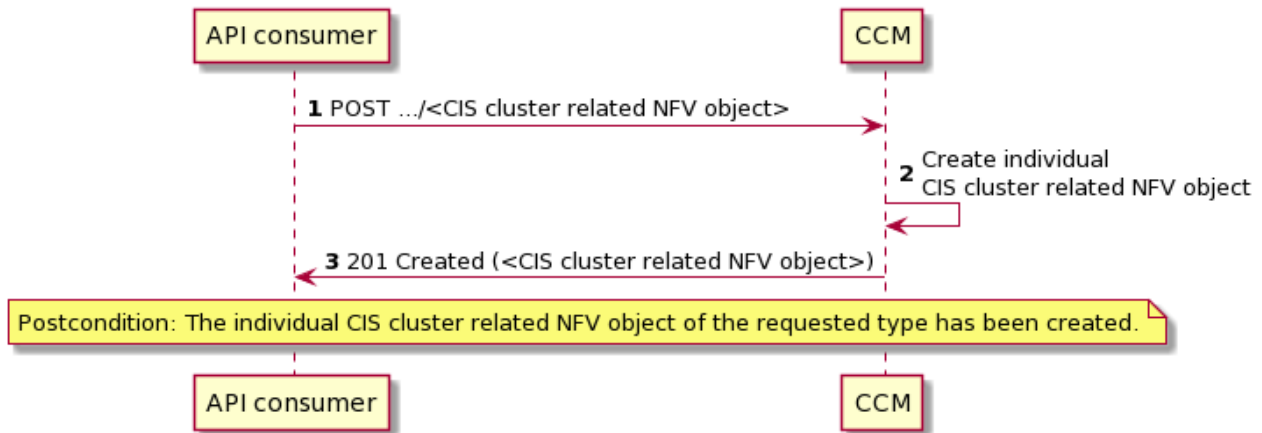 API consumer
CCM
1 POST .../<CIS cluster related NFV object>
2 Create individual
CIS cluster related NFV object
3 201 Created (<CIS cluster related NFV object>)
Postcondition: The individual CIS cluster related NFV object of the requested type has been created.
API consumer
CCM